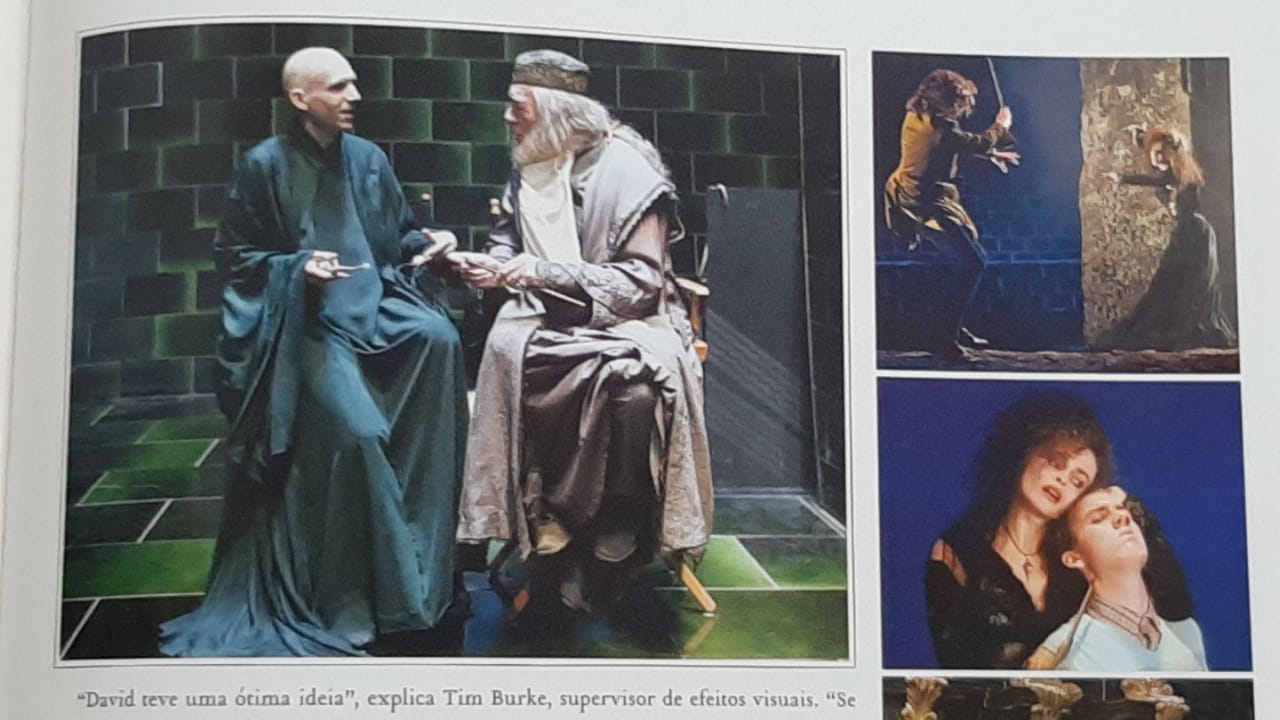 “David teve uma ótima ideia”, explica Tim Burke, supervisor de efeitos visuais. “Se